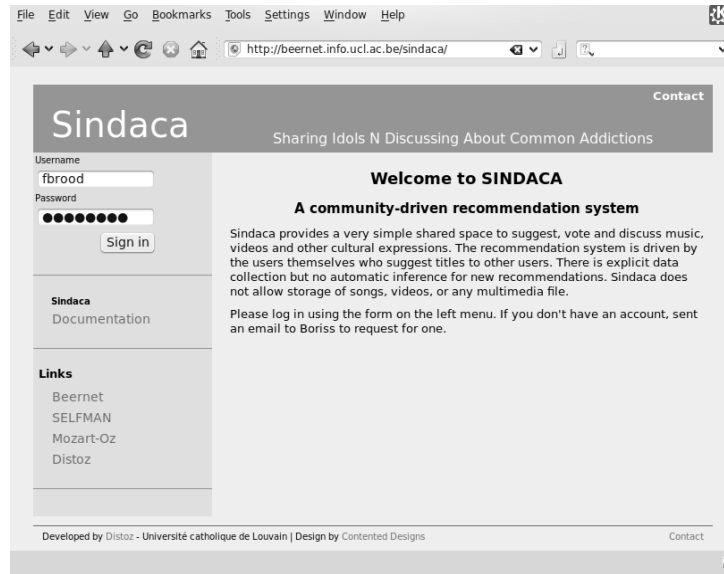 File Edit View Go Bookmarks Tools Settings Window Help
http://beernet.info.ucl.ac.be/sindaca/
Contact
Sindaca
Sharing Idols N Discussing About Common Addictions
Username
fbrood
Password
Sign in
Sindaca
Documentation
Links
Beernet
SELFMAN
Mozart-Oz
Distoz
Welcome to SINDACA
A community-driven recommendation system
Sindaca provides a very simple shared space to suggest, vote and discuss music,
videos and other cultural expressions. The recommendation system is driven by
the users themselves who suggest titles to other users. There is explicit data
collection but no automatic inference for new recommendations. Sindaca does
not allow storage of songs, videos, or any multimedia file.
Please log in using the form on the left menu. If you don't have an account, sent
an email to Boriss to request for one.
Developed by Distoz - Université catholique de Louvain | Design by Contented Designs
Contact